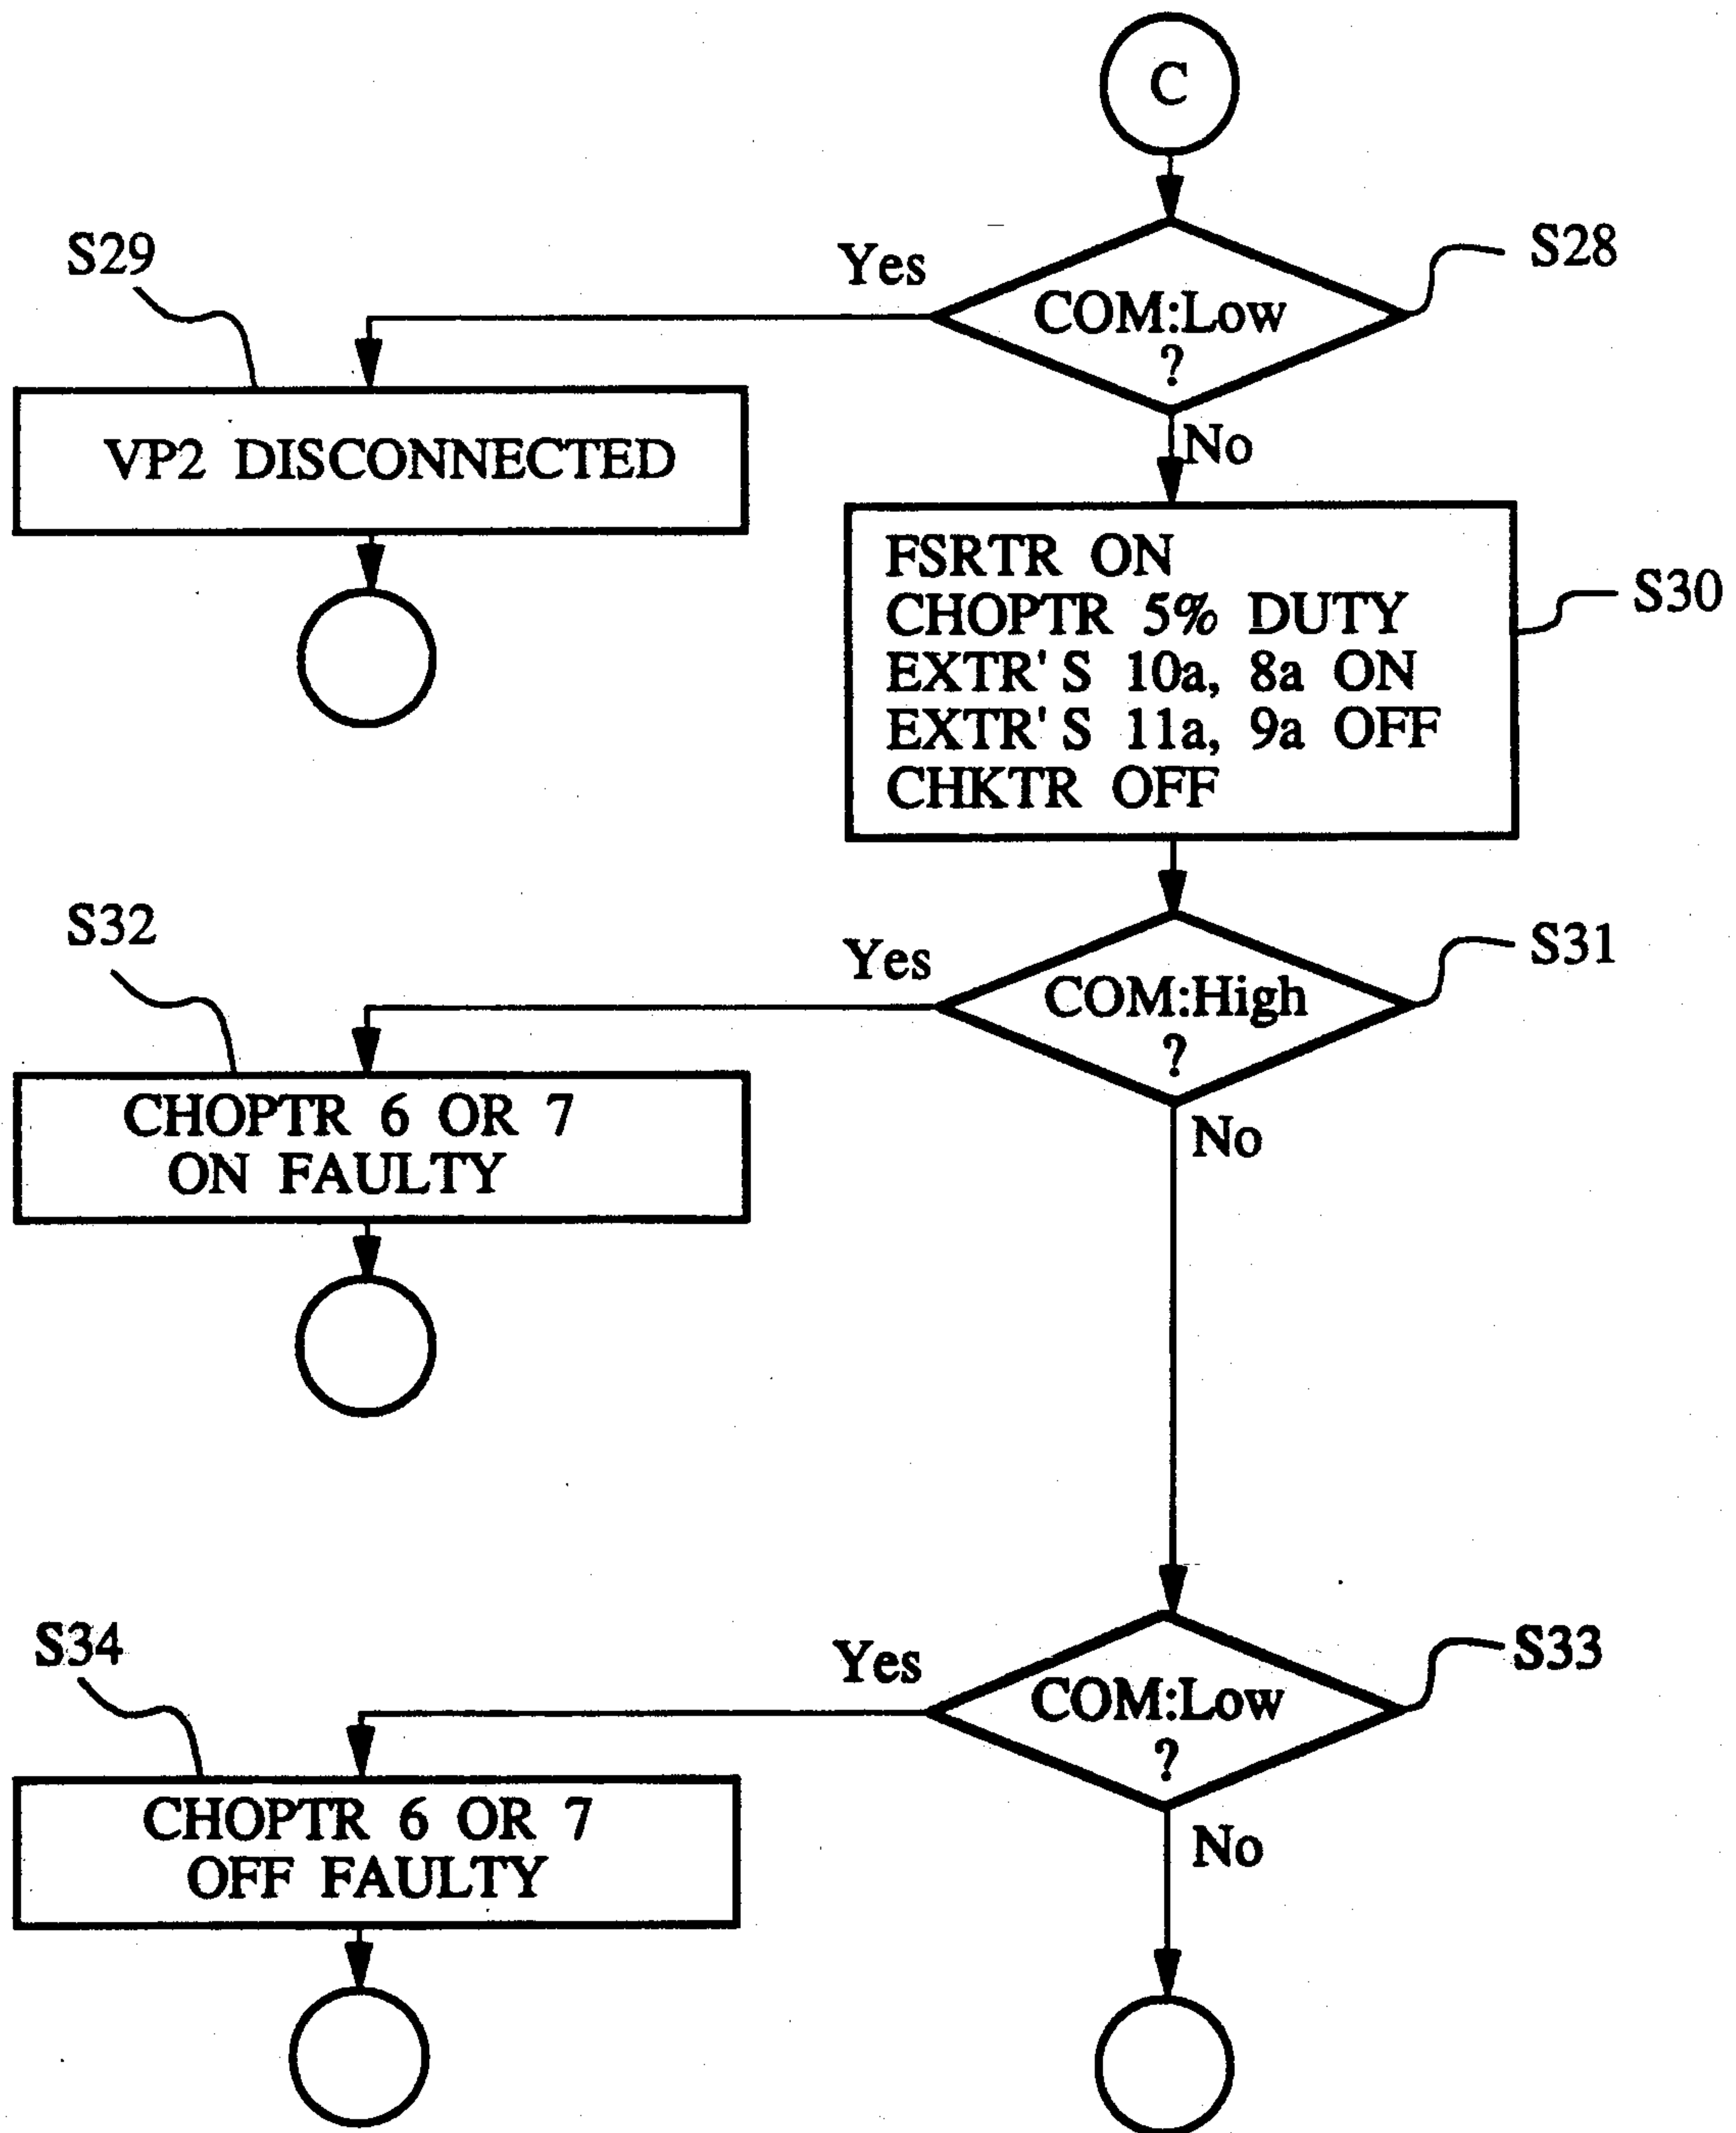 C
S28
S29
Yes
COM:Low
?
No
VP2 DISCONNECTED
FSRTR ON
CHOPTR 5% DUTY
EXTR'S 10a, 8a ON
EXTR'S 11a, 9a OFF
CHKTR OFF
S30
S32
Yes
S31
COM:High
?
No
CHOPTR 6 OR 7
ON FAULTY
S34
Yes
S33
COM:Low
?
No
CHOPTR 6 OR 7
OFF FAULTY